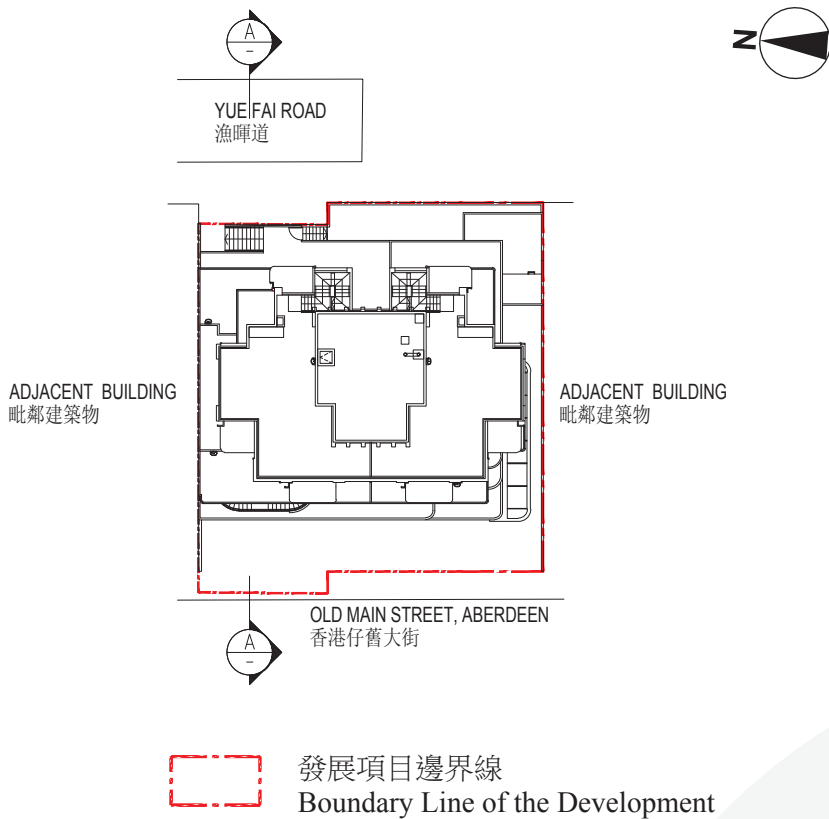 A
–
N
YUE FAI ROAD
漁暉道
ADJACENT BUILDING
毗鄰建築物
ADJACENT BUILDING
毗鄰建築物
OLD MAIN STREET, ABERDEEN
香港仔舊大街
A
–
發展項目邊界線
Boundary Line of the Development